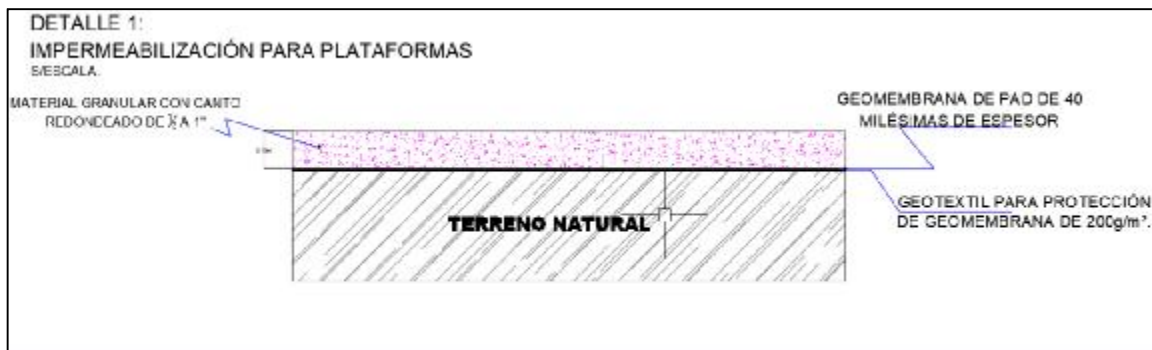 DETALLE 1:
IMPERMEABILIZACIÓN PARA PLATAFORMAS
S/ESCALA.
MATERIAL GRANULAR CON CANTO
REDONDEADO DE A 1"
GEOMEMBRANA DE PAD DE 40
MILÉSIMAS DE ESPESOR
GEOTEXTIL PARA PROTECCIÓN
DE GEOMEMBRANA DE 200g/m².
TERRENO NATURAL